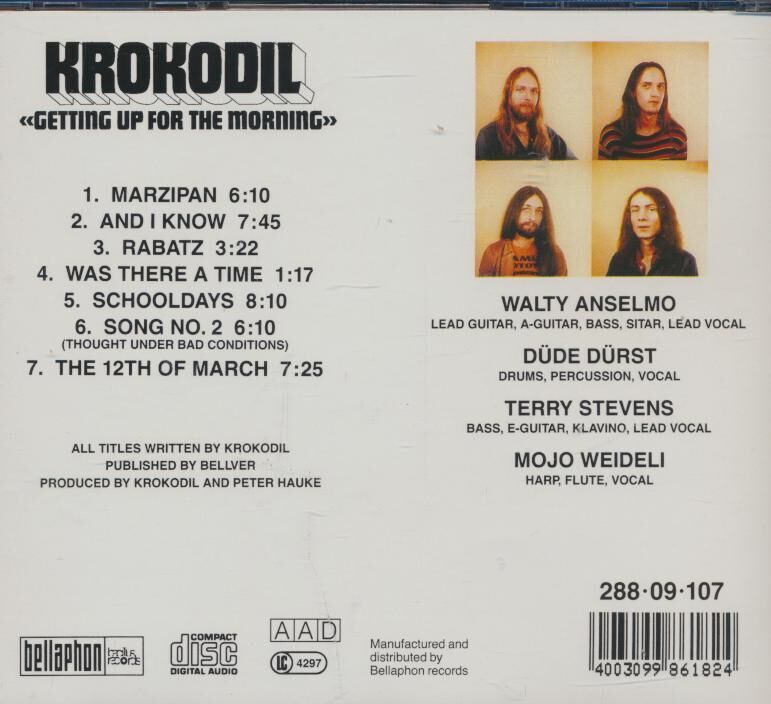 KROKODIL
«GETTING UP FOR THE MORNING»
1. MARZIPAN 6:10
2. AND I KNOW 7:45
3. RABATZ 3:22
4. WAS THERE A TIME 1:17
5. SCHOOLDAYS 8:10
6. SONG NO. 2 6:10
(THOUGHT UNDER BAD CONDITIONS)
7. THE 12TH OF MARCH 7:25
ALL TITLES WRITTEN BY KROKODIL
PUBLISHED BY BELLVER
PRODUCED BY KROKODIL AND PETER HAUKE
WALTY ANSELMO
LEAD GUITAR, A-GUITAR, BASS, SITAR, LEAD VOCAL
DÜDE DÜRST
DRUMS, PERCUSSION, VOCAL
TERRY STEVENS
BASS, E-GUITAR, KLAVINO, LEAD VOCAL
MOJO WEIDELI
HARP, FLUTE, VOCAL
288·09·107
4003099 861824
bellaphon
bacillus
records
COMPACT
disc
DIGITAL AUDIO
AAD
LC 4297
Manufactured and
distributed by
Bellaphon records